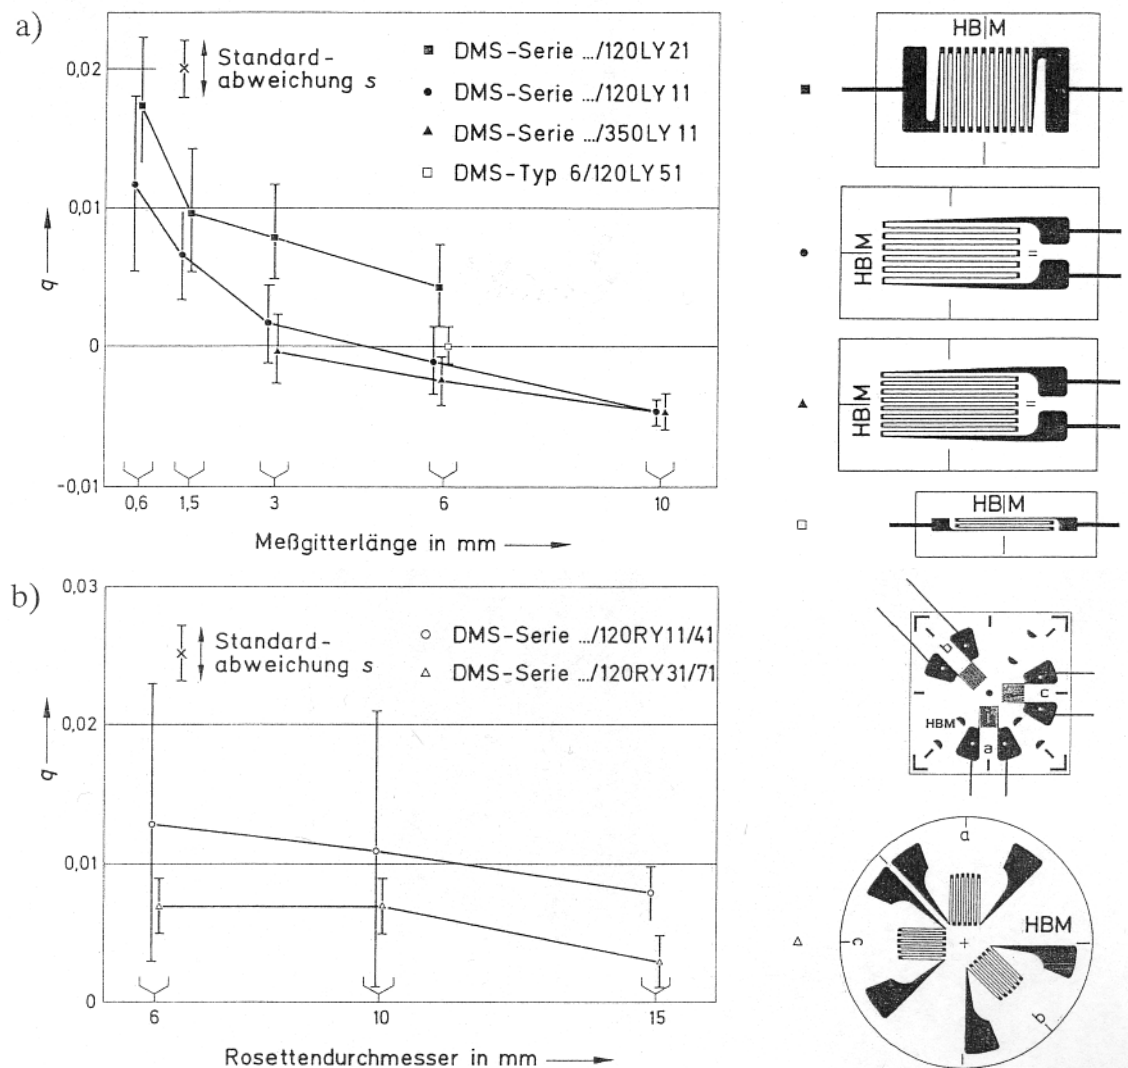 a)
0,02
0,01
0
-0,01
q
Standard-
abweichung s
DMS-Serie .../120LY21
DMS-Serie .../120LY11
DMS-Serie .../350LY11
DMS-Typ 6/120LY51
0,6
1,5
3
6
10
Meßgitterlänge in mm
HB|M
HB|M
HB|M
HB|M
b)
0,03
0,02
0,01
0
q
Standard-
abweichung s
DMS-Serie .../120RY11/41
DMS-Serie .../120RY31/71
6
10
15
Rosettendurchmesser in mm
b
c
HBM
a
a
HBM
c
b